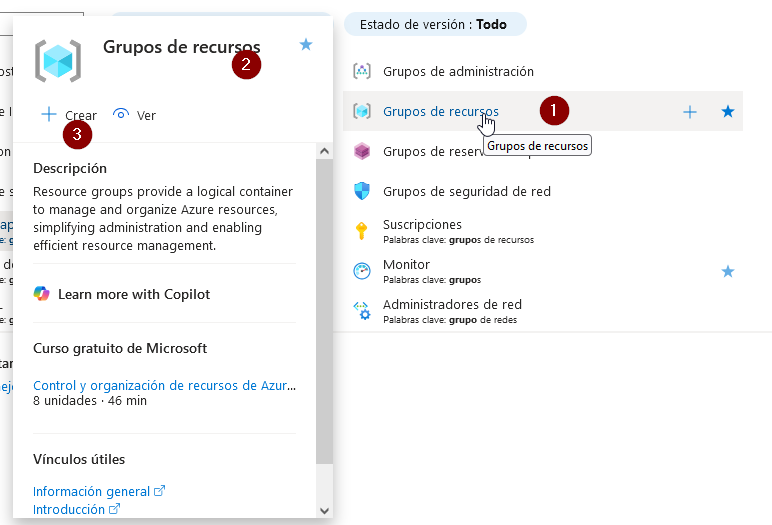 Estado de versión : Todo
Grupos de recursos
2
Crear
Ver
3
Descripción
Resource groups provide a logical container
to manage and organize Azure resources,
simplifying administration and enabling
efficient resource management.
Learn more with Copilot
Curso gratuito de Microsoft
Control y organización de recursos de Azur...
8 unidades · 46 min
Vínculos útiles
Información general
Introducción
Grupos de administración
Grupos de recursos
1
Grupos de recursos
Grupos de reserv
Grupos de seguridad de red
Suscripciones
Palabras clave: grupos de recursos
Monitor
Palabras clave: grupos
Administradores de red
Palabras clave: grupo de redes